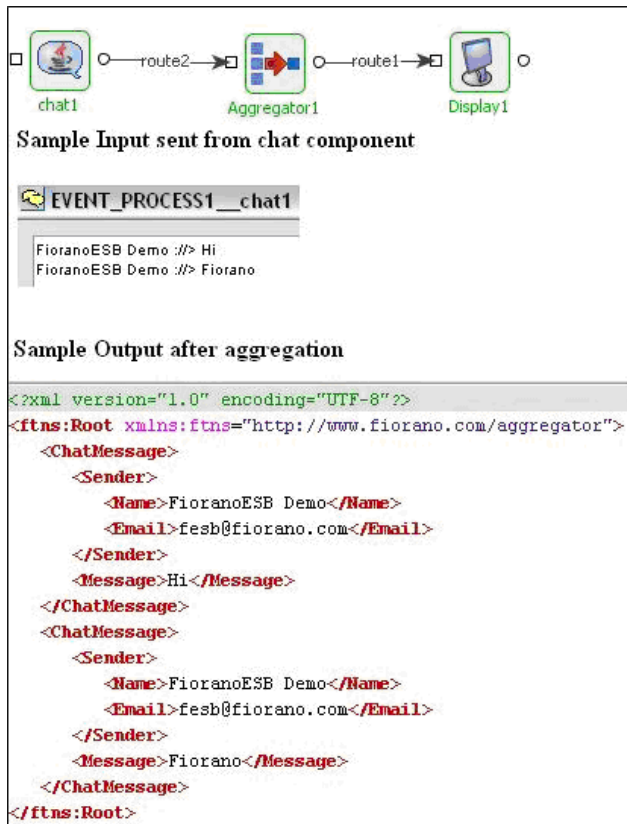 route2
route1
chat1
Aggregator1
Display1
Sample Input sent from chat component
EVENT_PROCESS1__chat1
FioranoESB Demo ://> Hi
FioranoESB Demo ://> Fiorano
Sample Output after aggregation
<?xml version="1.0" encoding="UTF-8"?>
<ftns:Root xmlns:ftns="http://www.fiorano.com/aggregator">
<ChatMessage>
<Sender>
<Name>FioranoESB Demo</Name>
<Email>fesb@fiorano.com</Email>
</Sender>
<Message>Hi</Message>
</ChatMessage>
<ChatMessage>
<Sender>
<Name>FioranoESB Demo</Name>
<Email>fesb@fiorano.com</Email>
</Sender>
<Message>Fiorano</Message>
</ChatMessage>
</ftns:Root>